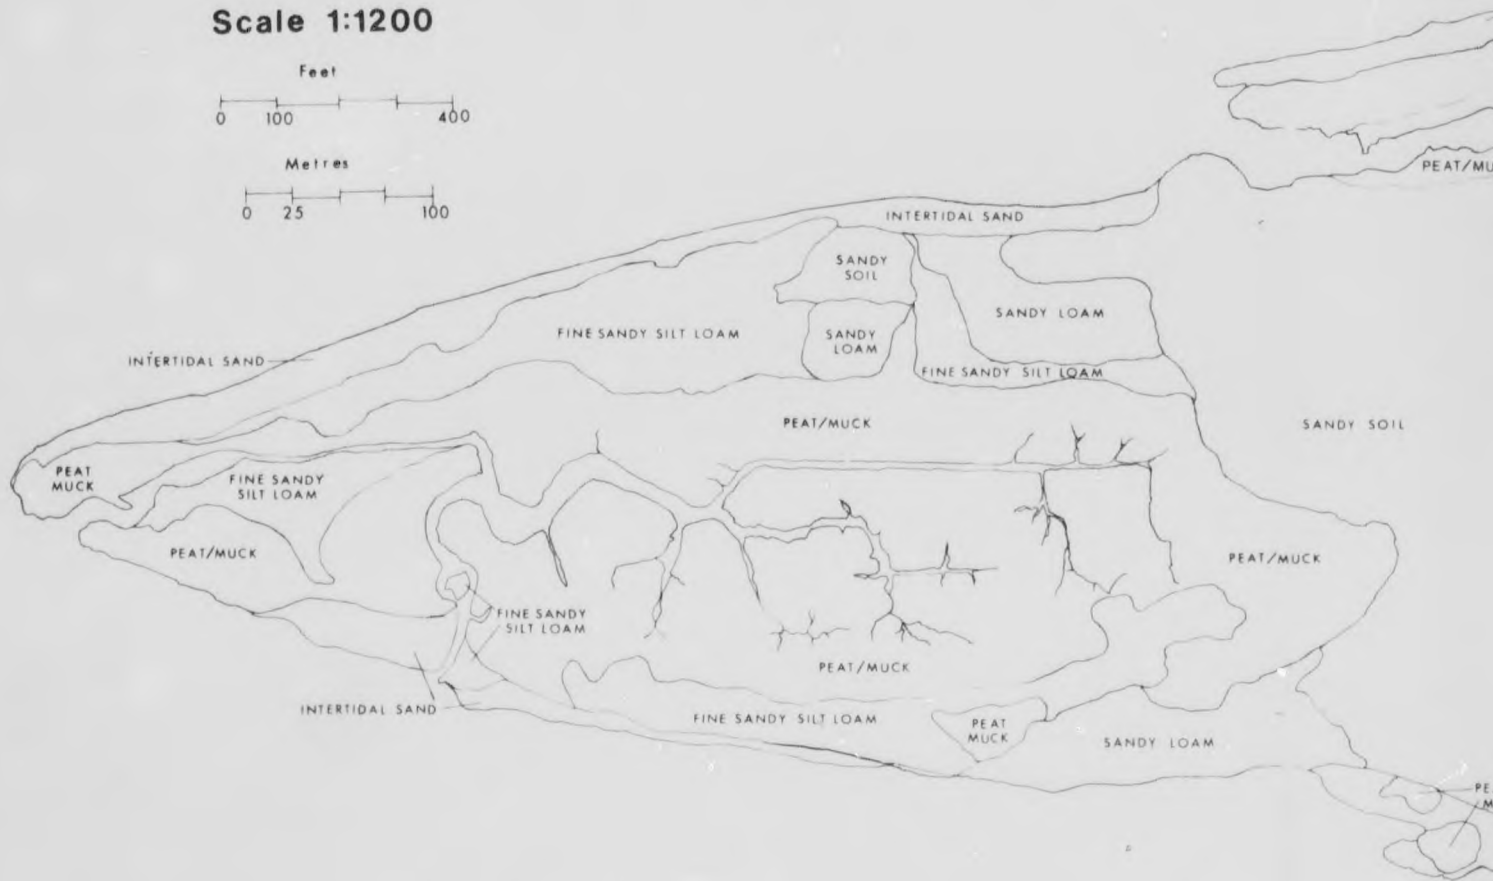 Scale 1:1200
Feet
0 100 400
Metres
0 25 100
PEAT/MU
INTERTIDAL SAND
SANDY
SOIL
SANDY LOAM
FINE SANDY SILT LOAM
SANDY
LOAM
INTERTIDAL SAND
FINE SANDY SILT LOAM
PEAT/MUCK
SANDY SOIL
PEAT
MUCK
FINE SANDY
SILT LOAM
PEAT/MUCK
PEAT/MUCK
FINE SANDY
SILT LOAM
PEAT/MUCK
INTERTIDAL SAND
FINE SANDY SILT LOAM
PEAT
MUCK
SANDY LOAM
PE
M